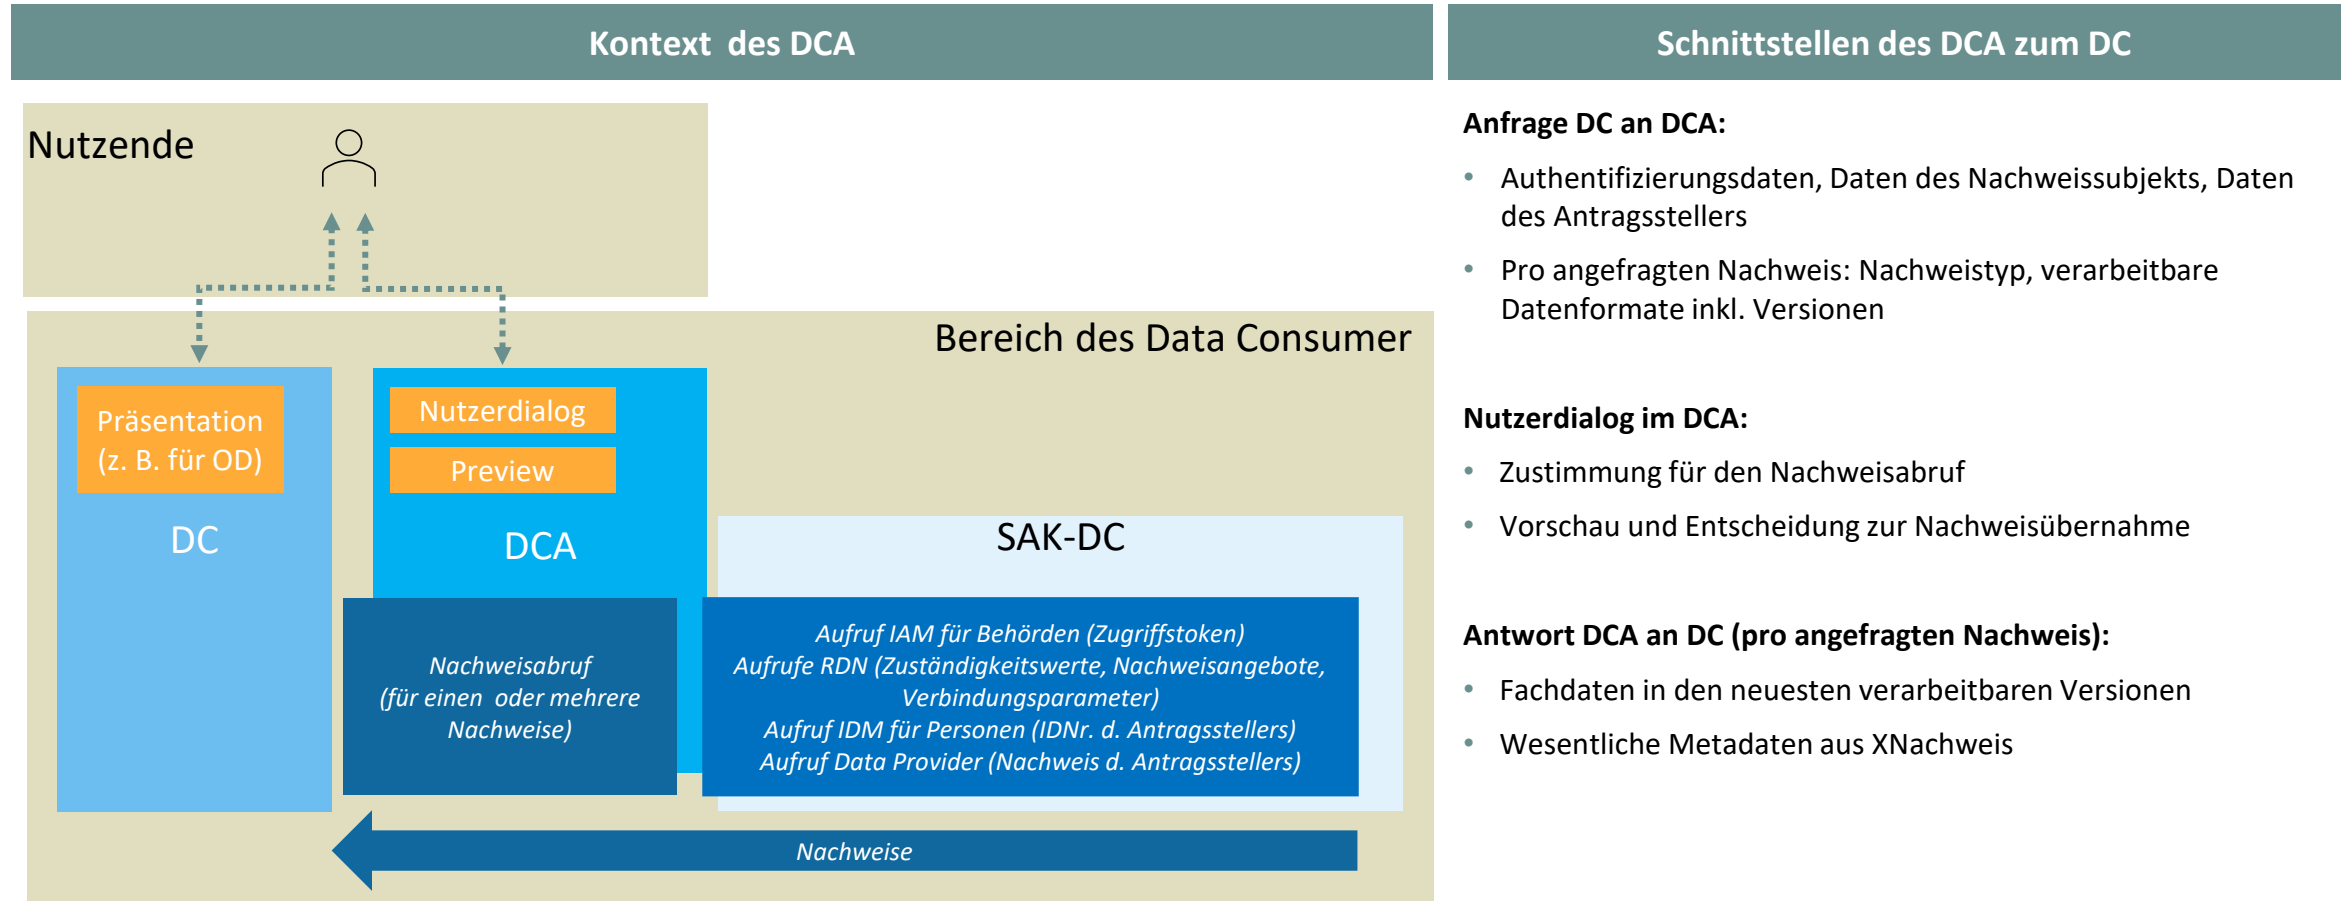 Kontext des DCA
Nutzende
Bereich des Data Consumer
Präsentation
(z. B. für OD)
DC
Nutzerdialog
Preview
DCA
SAK-DC
Nachweisabruf
(für einen oder mehrere
Nachweise)
Aufruf IAM für Behörden (Zugriffstoken)
Aufrufe RDN (Zuständigkeitswerte, Nachweisangebote,
Verbindungsparameter)
Aufruf IDM für Personen (IDNr. d. Antragsstellers)
Aufruf Data Provider (Nachweis d. Antragsstellers)
Nachweise
Schnittstellen des DCA zum DC
Anfrage DC an DCA:
• Authentifizierungsdaten, Daten des Nachweissubjekts, Daten
des Antragsstellers
• Pro angefragten Nachweis: Nachweistyp, verarbeitbare
Datenformate inkl. Versionen
Nutzerdialog im DCA:
• Zustimmung für den Nachweisabruf
• Vorschau und Entscheidung zur Nachweisübernahme
Antwort DCA an DC (pro angefragten Nachweis):
• Fachdaten in den neuesten verarbeitbaren Versionen
• Wesentliche Metadaten aus XNachweis